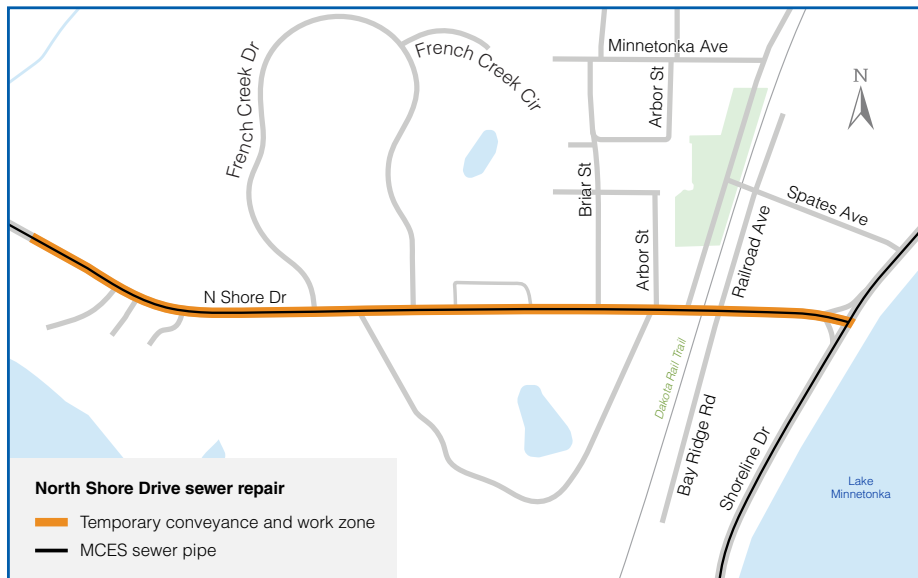 Minnetonka Ave
French Creek Dr
French Creek Cir
Arbor St
N
Briar St
Spates Ave
Arbor St
Railroad Ave
N Shore Dr
Dakota Rail Trail
Bay Ridge Rd
Shoreline Dr
Lake
Minnetonka
North Shore Drive sewer repair
Temporary conveyance and work zone
MCES sewer pipe